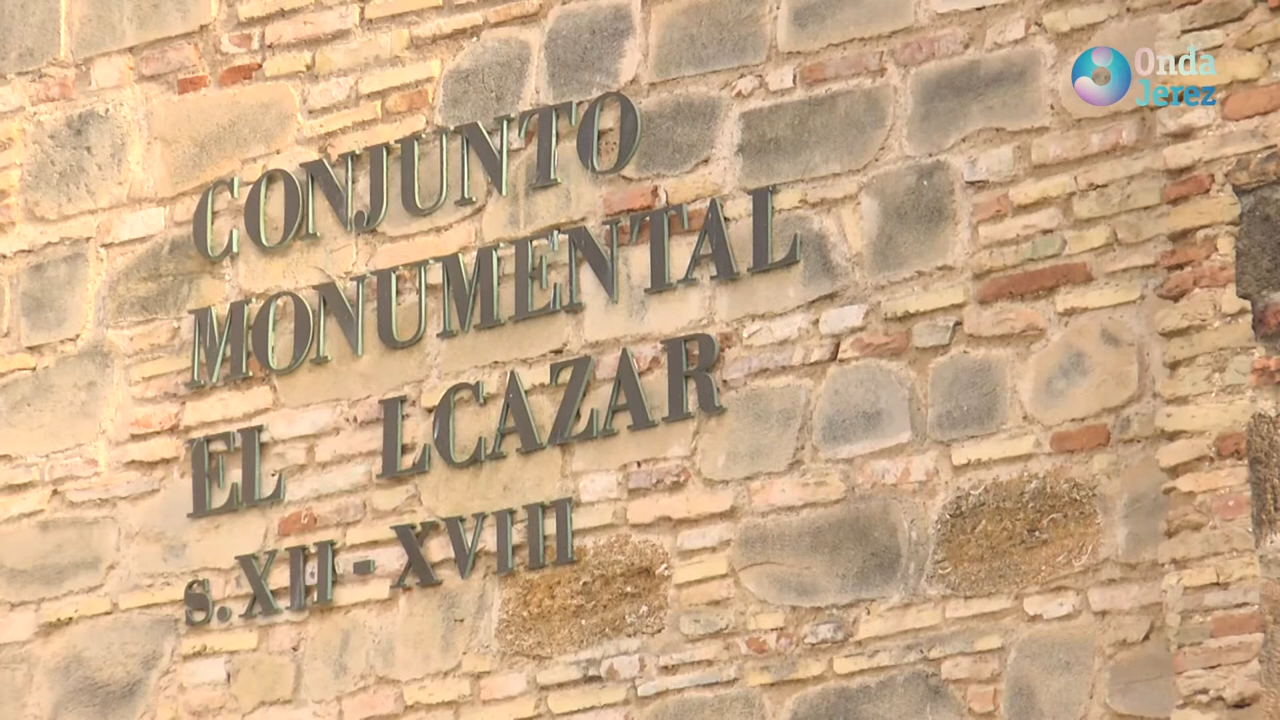 Onda
Jerez
CONJUNTO
MONUMENTAL
EL LCAZAR
s.XII-XVIII